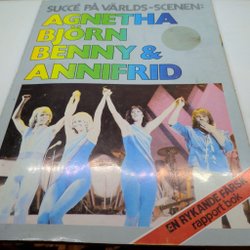 SUCCÉ PÅ VÄRLDS-SCENEN:
AGNETHA
BJÖRN
BENNY &
ANNIFRID
EN RYKANDE FÄRSK
rapportbok